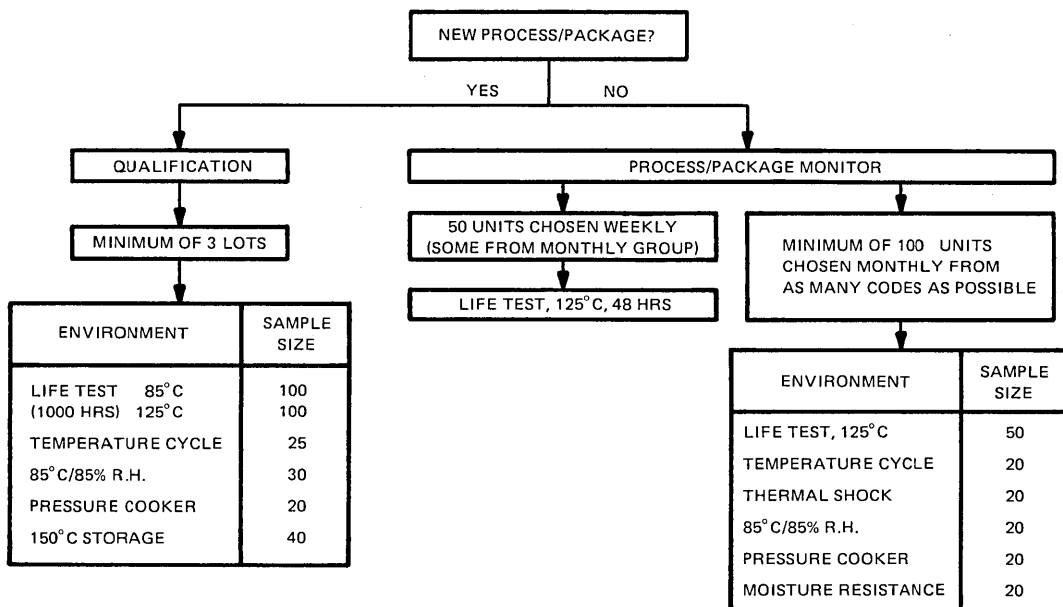 NEW PROCESS/PACKAGE?
YES NO
QUALIFICATION
PROCESS/PACKAGE MONITOR
MINIMUM OF 3 LOTS
50 UNITS CHOSEN WEEKLY
(SOME FROM MONTHLY GROUP)
LIFE TEST, 125°C, 48 HRS
MINIMUM OF 100 UNITS
CHOSEN MONTHLY FROM
AS MANY CODES AS POSSIBLE
ENVIRONMENT SAMPLE
SIZE
LIFE TEST 85°C 100
(1000 HRS) 125°C 100
TEMPERATURE CYCLE 25
85°C/85% R.H. 30
PRESSURE COOKER 20
150°C STORAGE 40
ENVIRONMENT SAMPLE
SIZE
LIFE TEST, 125°C 50
TEMPERATURE CYCLE 20
THERMAL SHOCK 20
85°C/85% R.H. 20
PRESSURE COOKER 20
MOISTURE RESISTANCE 20